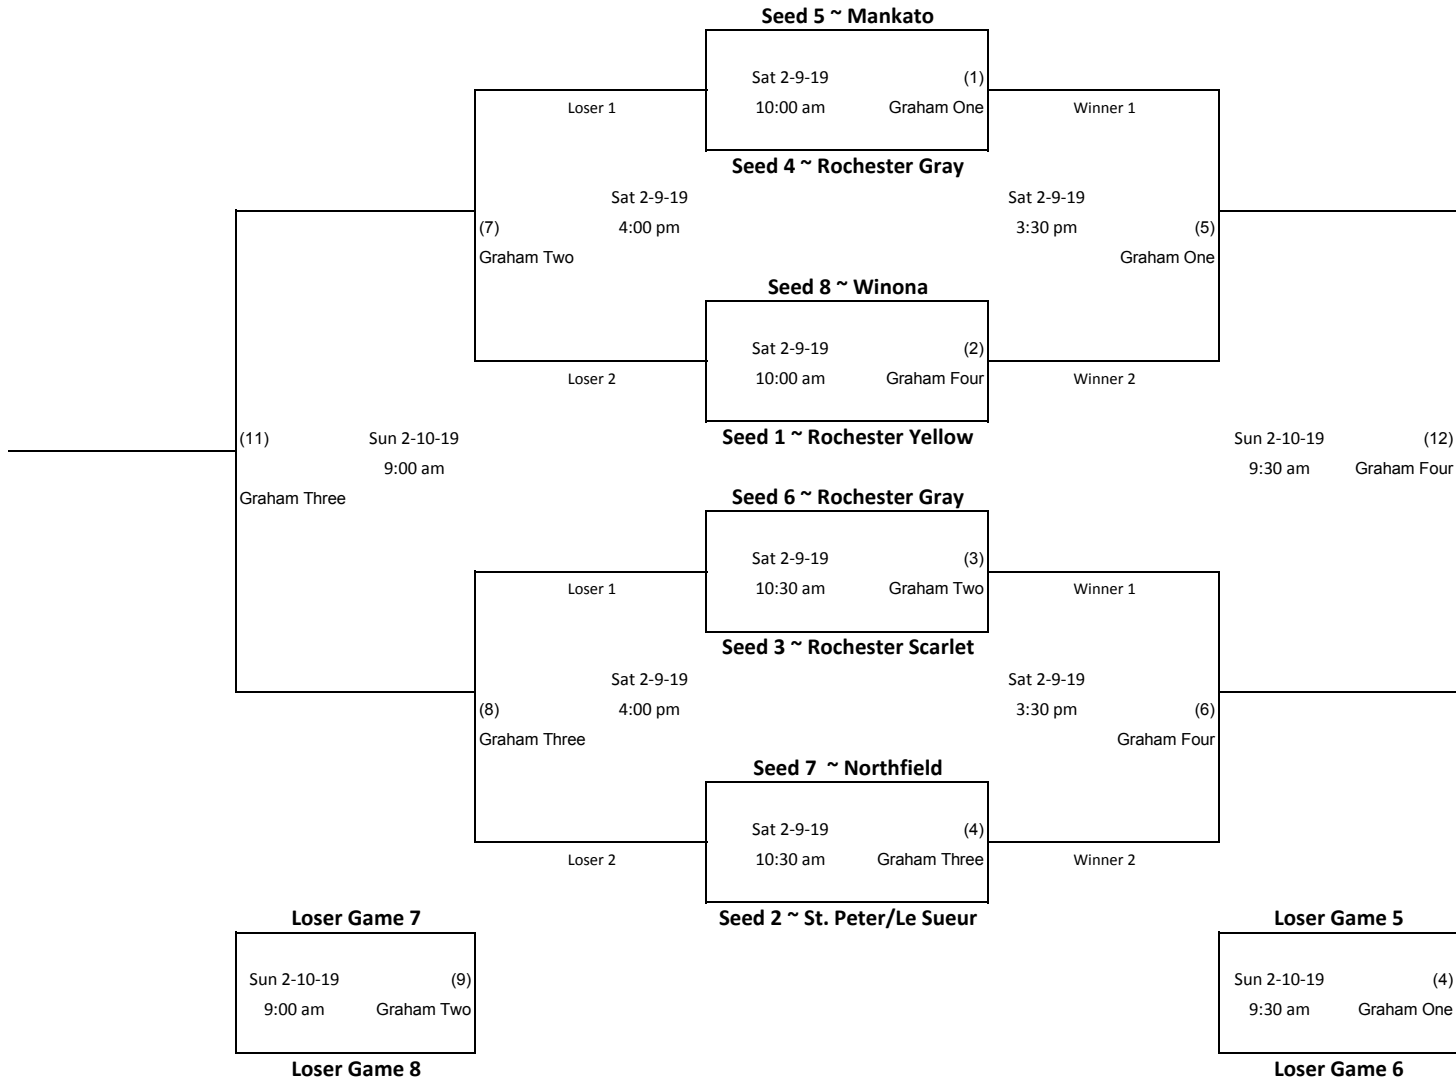 Seed 5 ~ Mankato
Sat 2-9-19 (1)
Loser 1 10:00 am Graham One Winner 1
Seed 4 ~ Rochester Gray
Sat 2-9-19 Sat 2-9-19
(7) 4:00 pm 3:30 pm (5)
Graham Two Graham One
Seed 8 ~ Winona
Sat 2-9-19 (2)
Loser 2 10:00 am Graham Four Winner 2
Seed 1 ~ Rochester Yellow
(11) Sun 2-10-19 Sun 2-10-19 (12)
9:00 am 9:30 am Graham Four
Graham Three
Seed 6 ~ Rochester Gray
Sat 2-9-19 (3)
Loser 1 10:30 am Graham Two Winner 1
Seed 3 ~ Rochester Scarlet
Sat 2-9-19 Sat 2-9-19
(8) 4:00 pm 3:30 pm (6)
Graham Three Graham Four
Seed 7 ~ Northfield
Sat 2-9-19 (4)
Loser 2 10:30 am Graham Three Winner 2
Seed 2 ~ St. Peter/Le Sueur
Loser Game 7 Loser Game 5
Sun 2-10-19 (9) Sun 2-10-19 (4)
9:00 am Graham Two 9:30 am Graham One
Loser Game 8 Loser Game 6